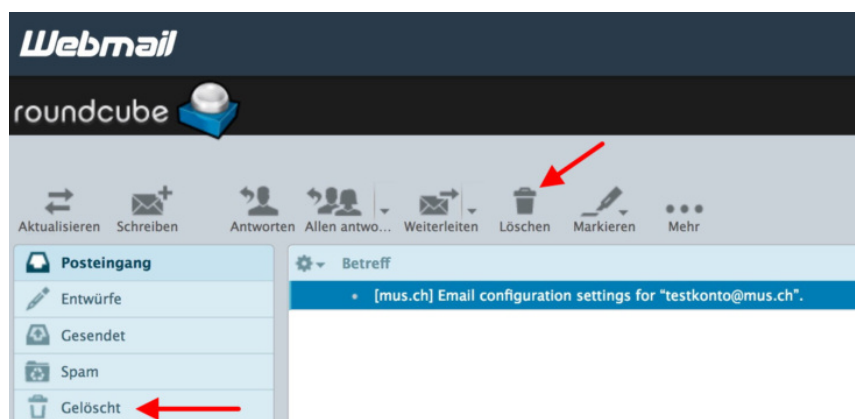 Webmail
roundcube
Aktualisieren Schreiben Antworten Allen antwo... Weiterleiten Löschen Markieren Mehr
Posteingang
Betreff
Entwürfe
[mus.ch] Email configuration settings for “testkonto@mus.ch”.
Gesendet
Spam
Gelöscht